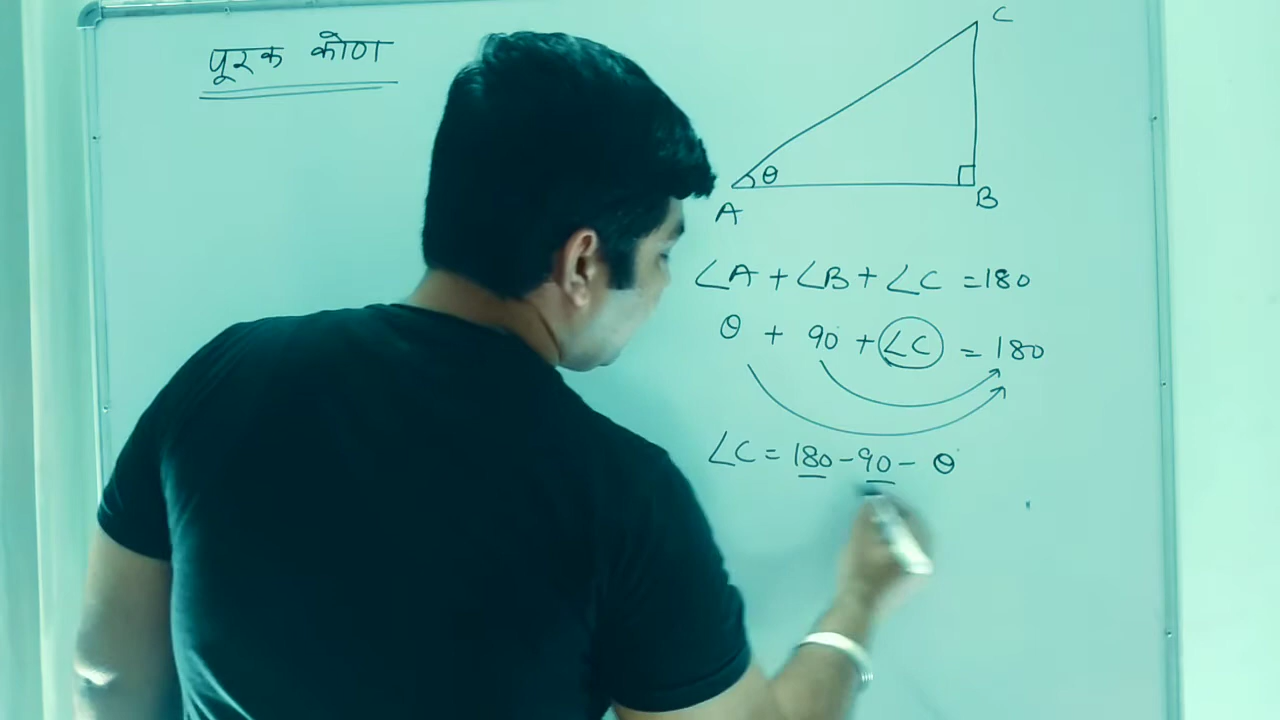 पूरक कोण
C
θ
A
B
∠A + ∠B + ∠C = 180
θ + 90 + ∠C = 180
∠C = 180 - 90 - θ